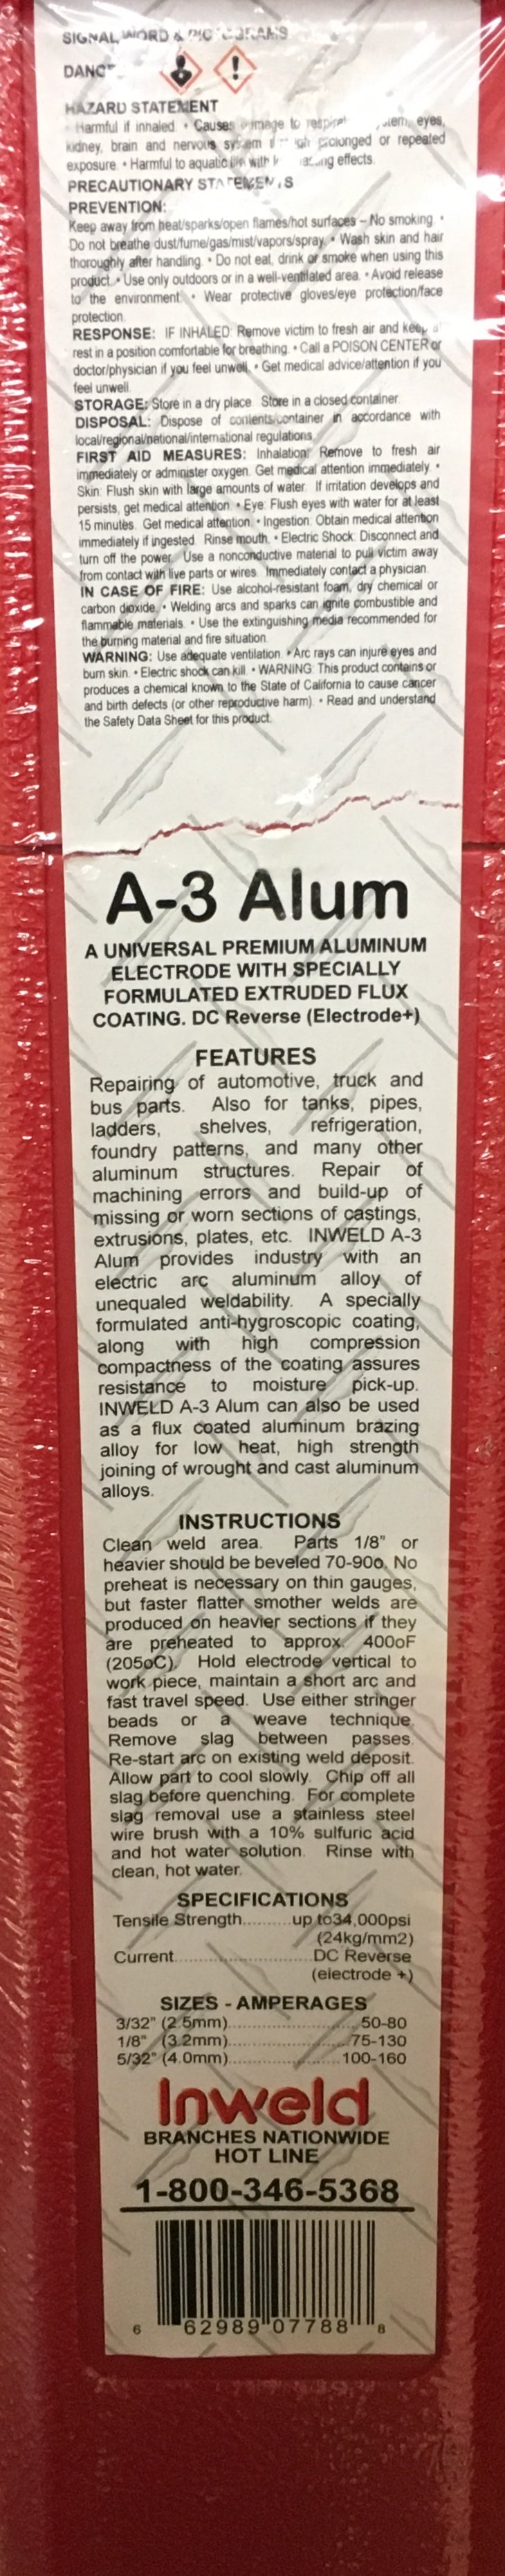 SIGNAL WORD &
HAZARD STATEMENT
Harmful if inhaled. • Causes to eyes,
kidney, brain and nervous system prolonged or repeated
exposure. • Harmful to aquatic with effects.
PRECAUTIONARY STATEMENTS
PREVENTION:
Keep away from heat/sparks/open flames/hot surfaces – No smoking. •
Do not breathe dust/fume/gas/mist/vapors/spray. • Wash skin and hair
thoroughly after handling. • Do not eat, drink or smoke when using this
product. • Use only outdoors or in a well-ventilated area. • Avoid release
to the environment. • Wear protective gloves/eye protection/face
protection.
RESPONSE: IF INHALED: Remove victim to fresh air and keep
rest in a position comfortable for breathing. • Call a POISON CENTER or
doctor/physician if you feel unwell. • Get medical advice/attention if you
feel unwell.
STORAGE: Store in a dry place. Store in a closed container.
DISPOSAL: Dispose of contents/container in accordance with
local/regional/national/international regulations.
FIRST AID MEASURES: Inhalation: Remove to fresh air
immediately or administer oxygen. Get medical attention immediately. •
Skin: Flush skin with large amounts of water. If irritation develops and
persists, get medical attention. • Eye: Flush eyes with water for at least
15 minutes. Get medical attention. • Ingestion: Obtain medical attention
immediately if ingested. Rinse mouth. • Electric Shock: Disconnect and
turn off the power. Use a nonconductive material to pull victim away
from contact with live parts or wires. Immediately contact a physician.
IN CASE OF FIRE: Use alcohol-resistant foam, dry chemical or
carbon dioxide. • Welding arcs and sparks can ignite combustible and
flammable materials. • Use the extinguishing media recommended for
the burning material and fire situation.
WARNING: Use adequate ventilation. • Arc rays can injure eyes and
burn skin. • Electric shock can kill. • WARNING: This product contains or
produces a chemical known to the State of California to cause cancer
and birth defects (or other reproductive harm). • Read and understand
the Safety Data Sheet for this product.
A-3 Alum
A UNIVERSAL PREMIUM ALUMINUM
ELECTRODE WITH SPECIALLY
FORMULATED EXTRUDED FLUX
COATING. DC Reverse (Electrode+)
FEATURES
Repairing of automotive, truck and
bus parts. Also for tanks, pipes,
ladders, shelves, refrigeration,
foundry patterns, and many other
aluminum structures. Repair of
machining errors and build-up of
missing or worn sections of castings,
extrusions, plates, etc. INWELD A-3
Alum provides industry with an
electric arc aluminum alloy of
unequaled weldability. A specially
formulated anti-hygroscopic coating,
along with high compression
compactness of the coating assures
resistance to moisture pick-up.
INWELD A-3 Alum can also be used
as a flux coated aluminum brazing
alloy for low heat, high strength
joining of wrought and cast aluminum
alloys.
INSTRUCTIONS
Clean weld area. Parts 1/8" or
heavier should be beveled 70-90o. No
preheat is necessary on thin gauges,
but faster flatter smother welds are
produced on heavier sections if they
are preheated to approx. 400oF
(205oC). Hold electrode vertical to
work piece, maintain a short arc and
fast travel speed. Use either stringer
beads or a weave technique.
Remove slag between passes.
Re-start arc on existing weld deposit.
Allow part to cool slowly. Chip off all
slag before quenching. For complete
slag removal use a stainless steel
wire brush with a 10% sulfuric acid
and hot water solution. Rinse with
clean, hot water.
SPECIFICATIONS
Tensile Strength..........up to34,000psi
(24kg/mm2)
Current............................DC Reverse
(electrode +)
SIZES - AMPERAGES
3/32" (2.5mm)..........................50-80
1/8" (3.2mm)........................75-130
5/32" (4.0mm)......................100-160
Inweld
BRANCHES NATIONWIDE
HOT LINE
1-800-346-5368
6 62989 07788 8